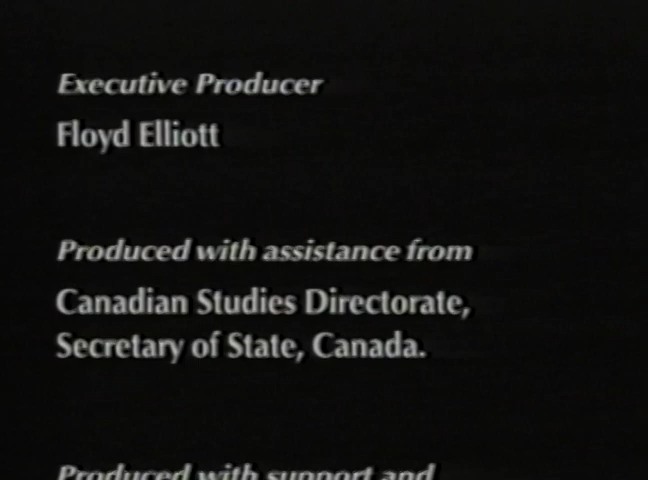 Executive Producer
Floyd Elliott
Produced with assistance from
Canadian Studies Directorate,
Secretary of State, Canada.
Produced with support and